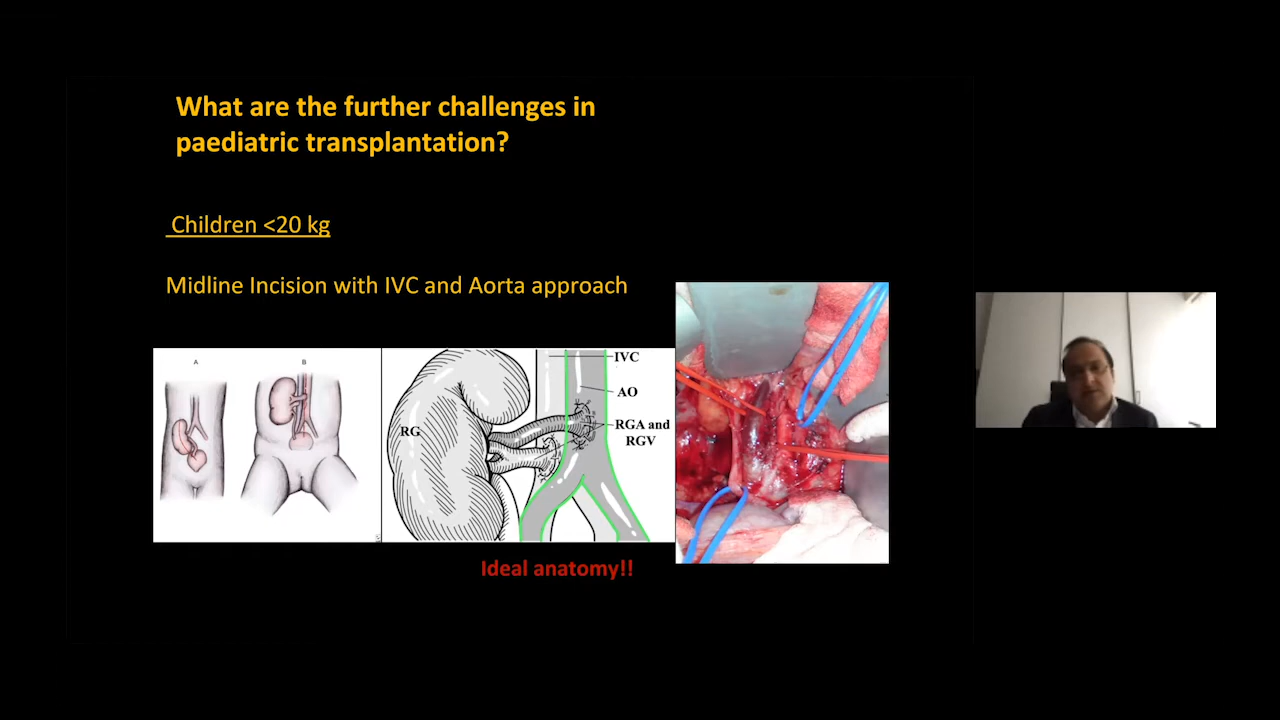 What are the further challenges in
paediatric transplantation?
Children <20 kg
Midline Incision with IVC and Aorta approach
A
B
IVC
AO
RG
RGA and
RGV
Ideal anatomy!!